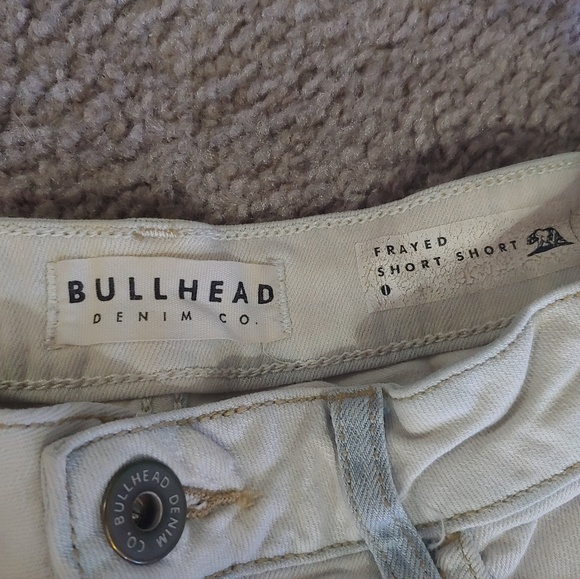 BULLHEAD
DENIM CO.
FRAYED
SHORT SHORT
0
BULLHEAD DENIM CO.